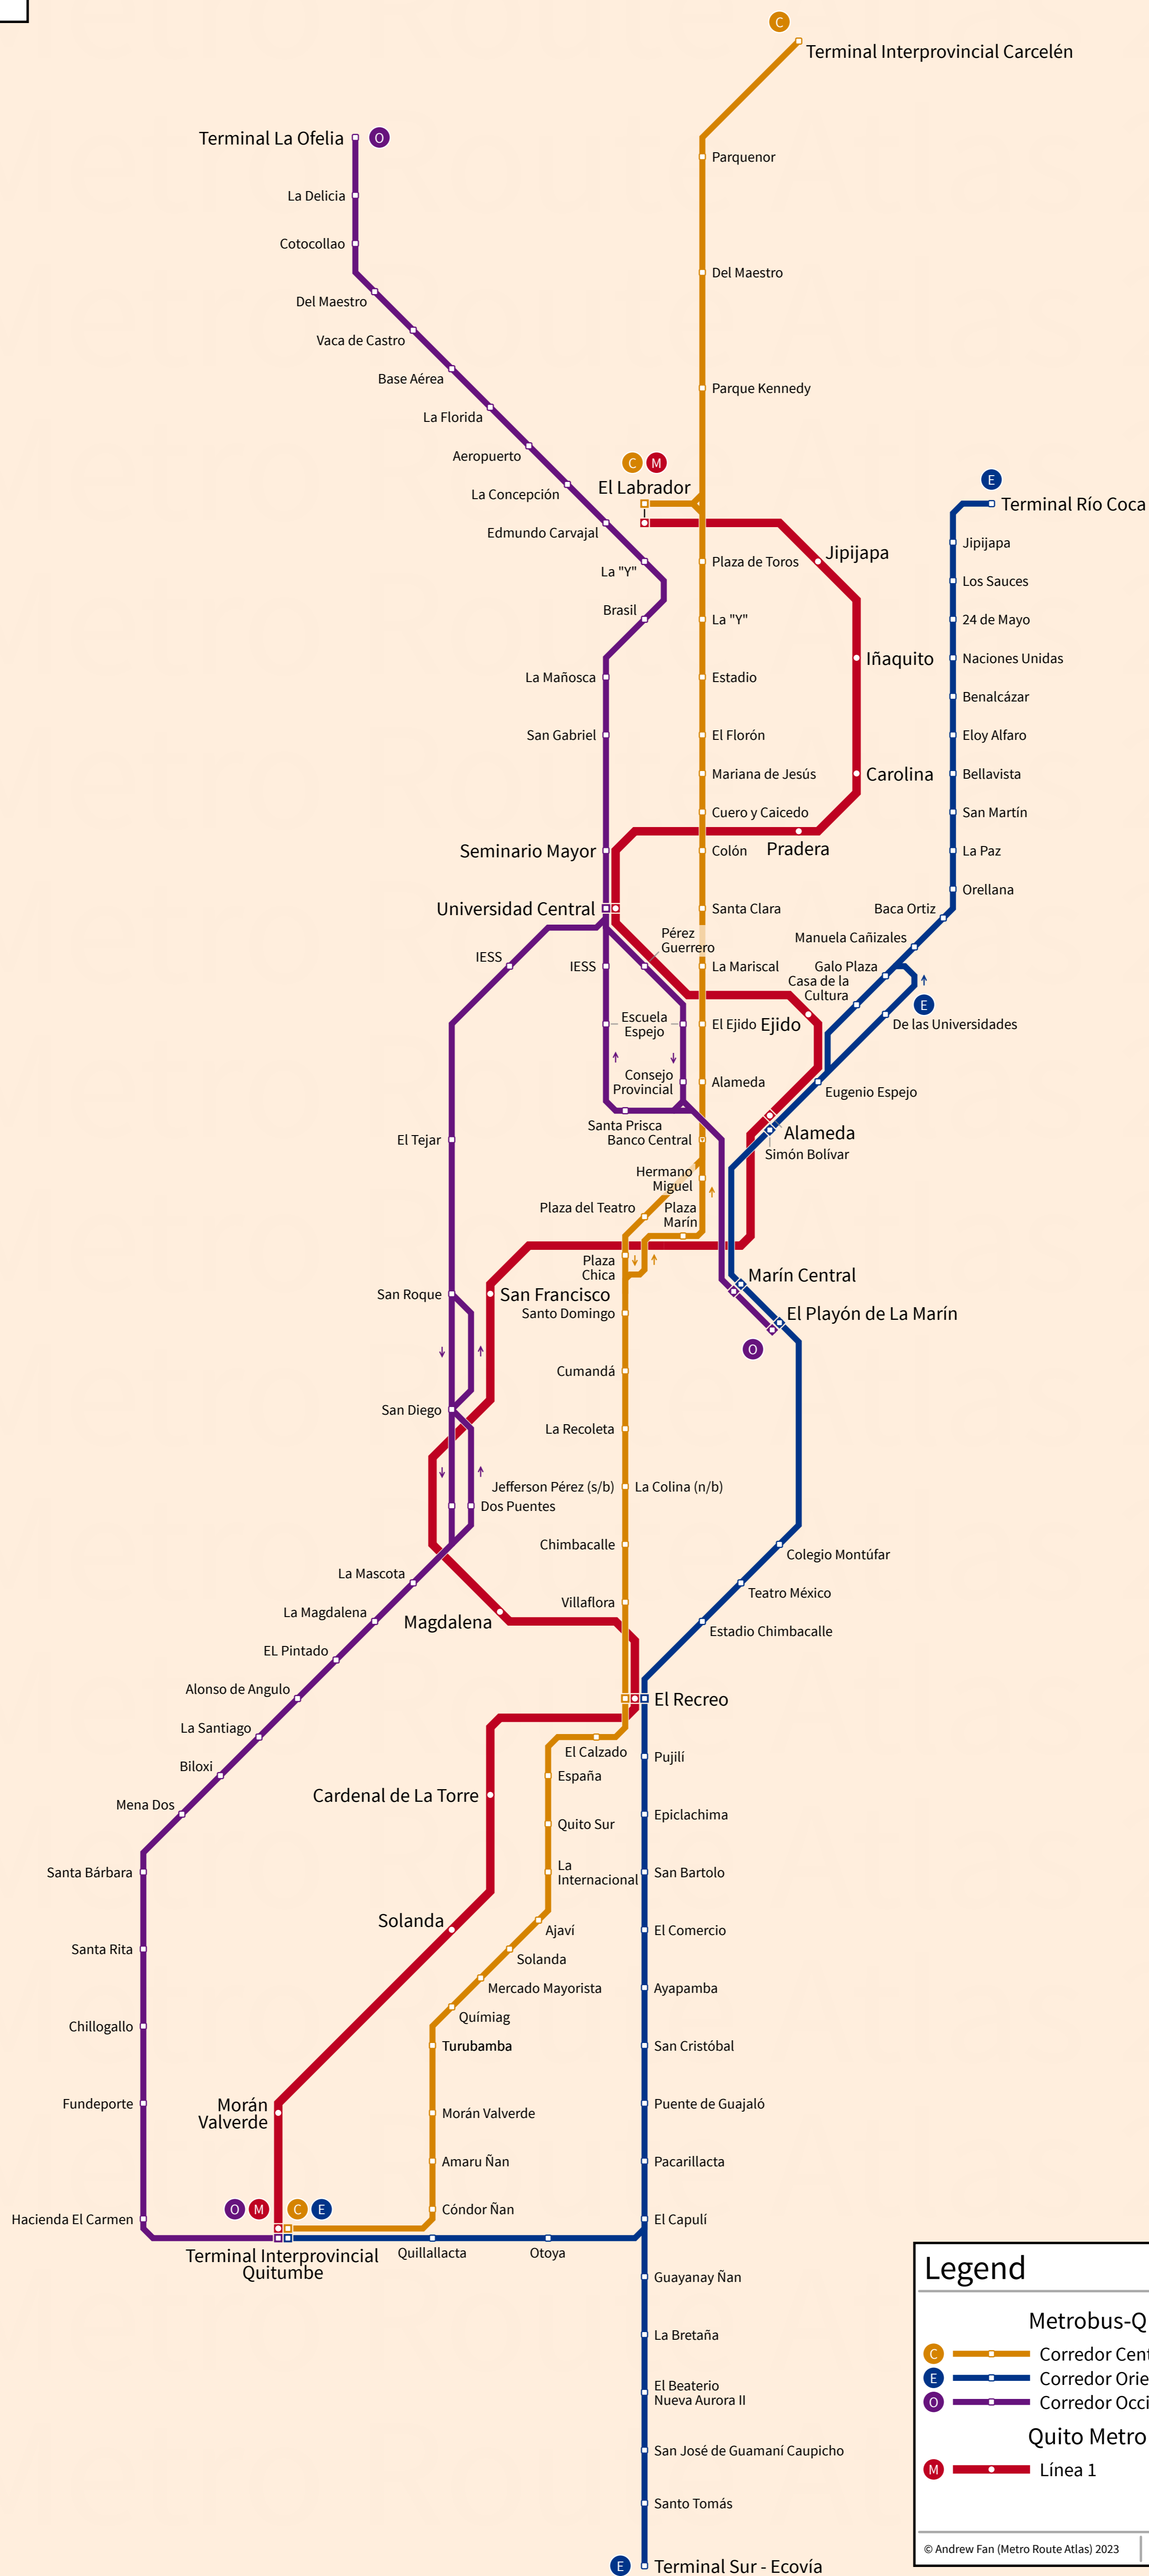 C
Terminal Interprovincial Carcelén
Terminal La Ofelia
O
Parquenor
La Delicia
Cotocollao
Del Maestro
Del Maestro
Vaca de Castro
Base Aérea
Parque Kennedy
La Florida
Aeropuerto
C M
El Labrador
E
Terminal Río Coca
La Concepción
Edmundo Carvajal
Jipijapa
Jipijapa
La "Y"
Plaza de Toros
Los Sauces
Brasil
La "Y"
24 de Mayo
Iñaquito
Naciones Unidas
La Mañosca
Estadio
Benalcázar
San Gabriel
El Florón
Eloy Alfaro
Mariana de Jesús
Carolina
Bellavista
Cuero y Caicedo
San Martín
Seminario Mayor
Colón
Pradera
La Paz
Orellana
Universidad Central
Santa Clara
Baca Ortiz
Pérez
Guerrero
Manuela Cañizales
IESS
IESS
La Mariscal
Galo Plaza
Casa de la
Cultura
E
Escuela
Espejo
El Ejido
Ejido
De las Universidades
Consejo
Provincial
Alameda
Eugenio Espejo
Santa Prisca
Alameda
El Tejar
Banco Central
Simón Bolívar
Hermano
Miguel
Plaza del Teatro
Plaza
Marín
Plaza
Chica
Marín Central
San Roque
San Francisco
Santo Domingo
El Playón de La Marín
O
Cumandá
San Diego
La Recoleta
Jefferson Pérez (s/b)
La Colina (n/b)
Dos Puentes
Chimbacalle
Colegio Montúfar
La Mascota
Teatro México
Villaflora
La Magdalena
Magdalena
Estadio Chimbacalle
EL Pintado
Alonso de Angulo
El Recreo
La Santiago
El Calzado
Pujilí
Biloxi
España
Cardenal de La Torre
Mena Dos
Epiclachima
Quito Sur
Santa Bárbara
La
Internacional
San Bartolo
Solanda
Ajaví
El Comercio
Santa Rita
Solanda
Mercado Mayorista
Ayapamba
Químiag
Chillogallo
Turubamba
San Cristóbal
Fundeporte
Morán
Valverde
Morán Valverde
Puente de Guajaló
Amaru Ñan
Pacarillacta
O M C E
Cóndor Ñan
Hacienda El Carmen
El Capulí
Terminal Interprovincial
Quitumbe
Quillallacta
Otoya
Guayanay Ñan
La Bretaña
El Beaterio
Nueva Aurora II
San José de Guamaní Caupicho
Santo Tomás
E
Terminal Sur - Ecovía
Legend
Metrobus-Q
C Corredor Cent
E Corredor Orie
O Corredor Occi
Quito Metro
M Línea 1
© Andrew Fan (Metro Route Atlas) 2023